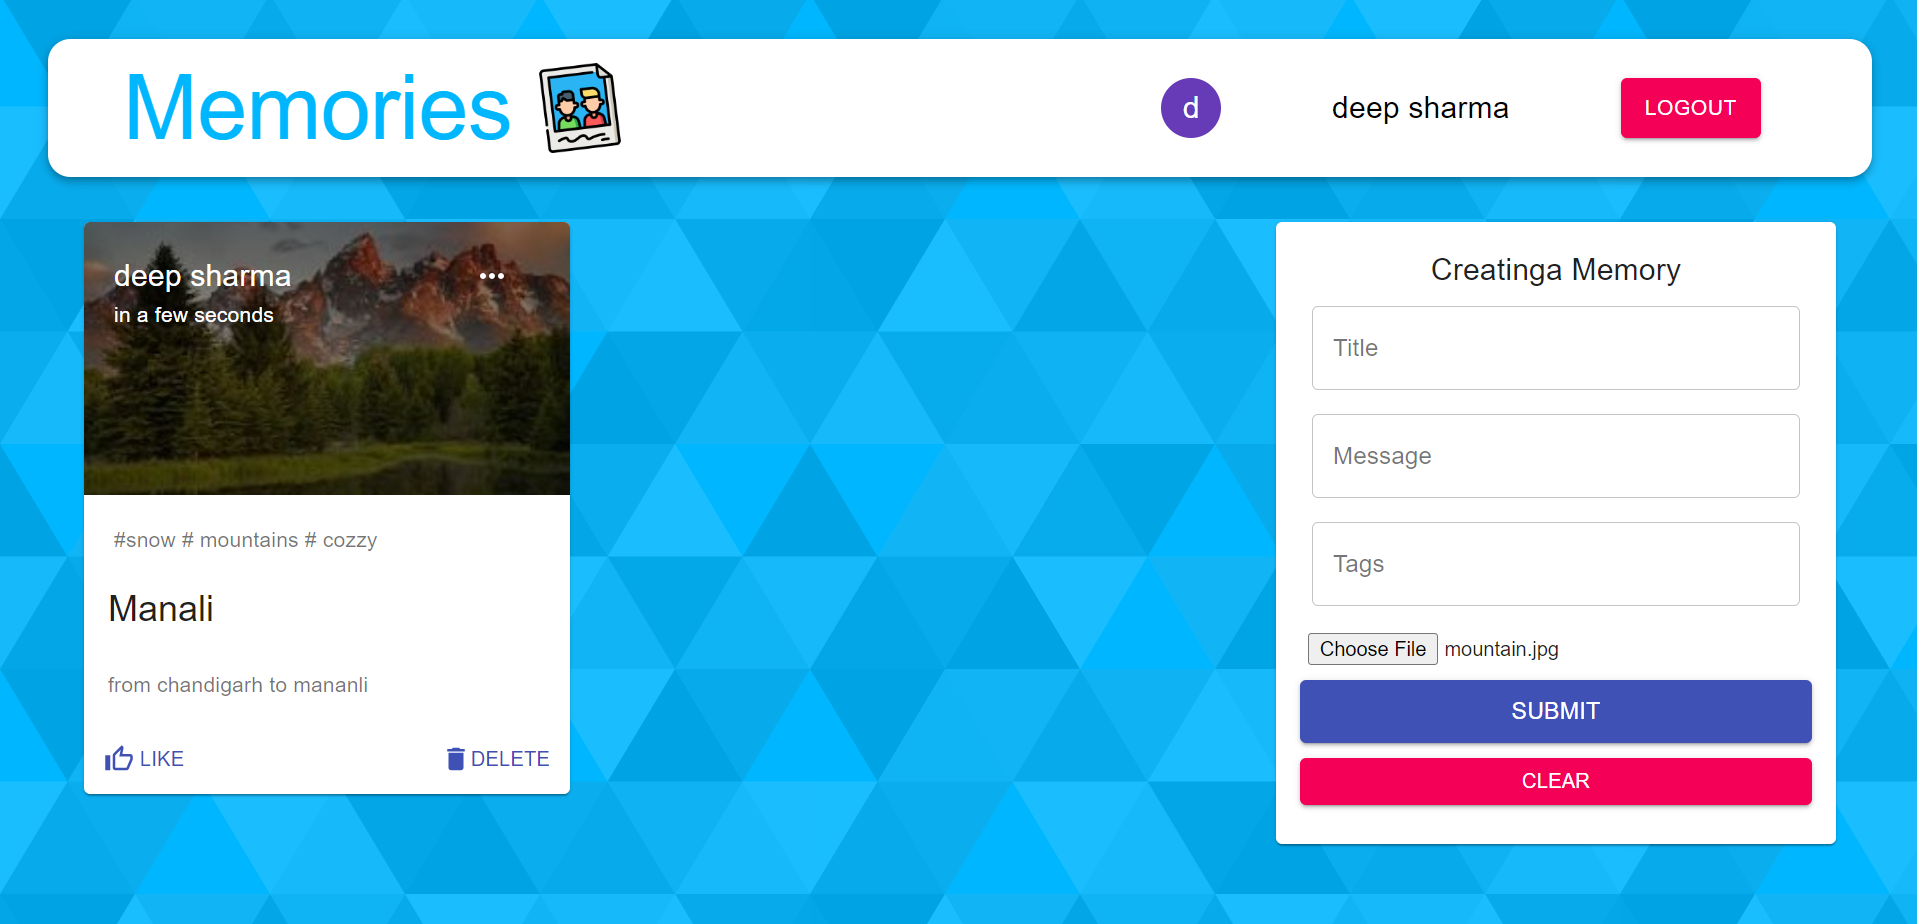 Memories
d
deep sharma
LOGOUT
deep sharma
in a few seconds
#snow # mountains # cozzy
Manali
from chandigarh to mananli
LIKE
DELETE
Creatinga Memory
Title
Message
Tags
Choose File mountain.jpg
SUBMIT
CLEAR